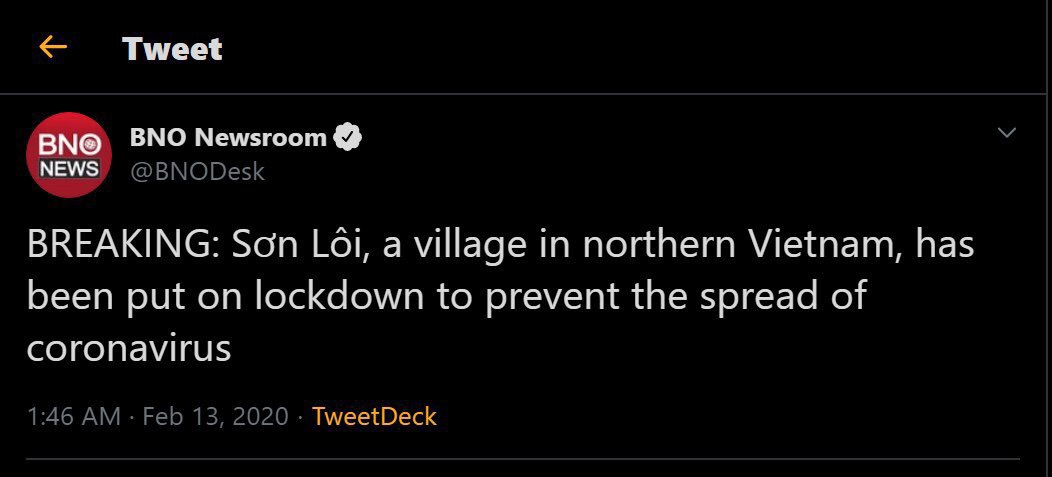 Tweet
BNO
NEWS
BNO Newsroom
@BNODesk
BREAKING: Sơn Lôi, a village in northern Vietnam, has
been put on lockdown to prevent the spread of
coronavirus
1:46 AM · Feb 13, 2020 · TweetDeck